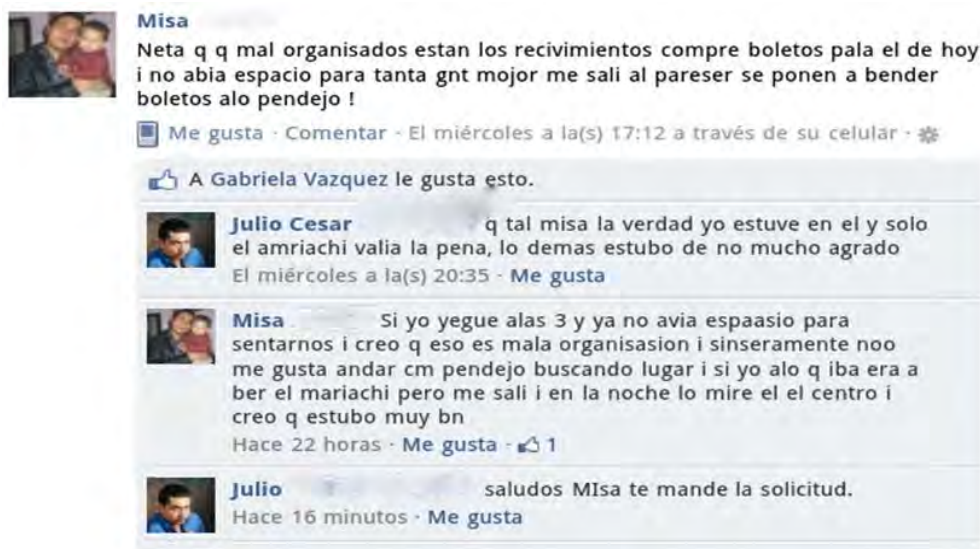 Misa
Neta q q mal organisados estan los recivimientos compre boletos pala el de hoy
i no abia espacio para tanta gnt mojor me sali al pareser se ponen a bender
boletos alo pendejo !
Me gusta · Comentar · El miércoles a la(s) 17:12 a través de su celular ·
A Gabriela Vazquez le gusta esto.
Julio Cesar q tal misa la verdad yo estuve en el y solo
el amriachi valia la pena, lo demas estubo de no mucho agrado
El miércoles a la(s) 20:35 · Me gusta
Misa Si yo yegue alas 3 y ya no avia espaasio para
sentarnos i creo q eso es mala organisasion i sinseramente noo
me gusta andar cm pendejo buscando lugar i si yo alo q iba era a
ber el mariachi pero me sali i en la noche lo mire el el centro i
creo q estubo muy bn
Hace 22 horas · Me gusta · 1
Julio saludos MIsa te mande la solicitud.
Hace 16 minutos · Me gusta